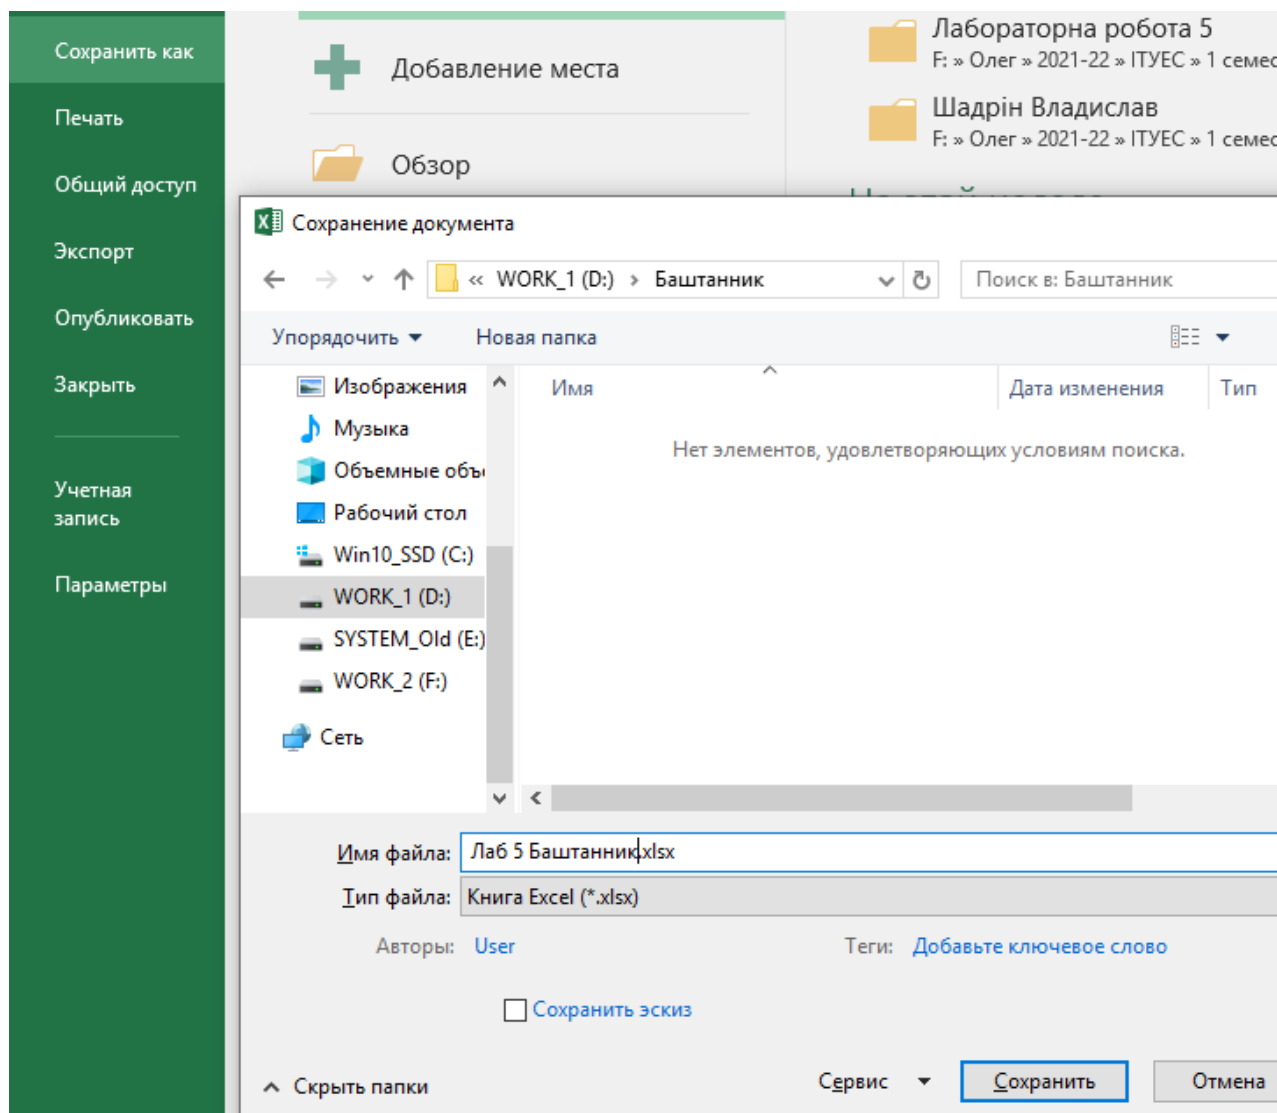 Сохранить как
Печать
Общий доступ
Экспорт
Опубликовать
Закрыть
Учетная
запись
Параметры
Добавление места
Обзор
Лабораторна робота 5
F: » Олег » 2021-22 » ІТУЕС » 1 семес
Шадрін Владислав
F: » Олег » 2021-22 » ІТУЕС » 1 семес
Сохранение документа
« WORK_1 (D:) › Баштанник
Поиск в: Баштанник
Упорядочить
Новая папка
Изображения
Музыка
Объемные объ
Рабочий стол
Win10_SSD (C:)
WORK_1 (D:)
SYSTEM_Old (E:)
WORK_2 (F:)
Сеть
Имя
Дата изменения
Тип
Нет элементов, удовлетворяющих условиям поиска.
Имя файла: Лаб 5 Баштанник.xlsx
Тип файла: Книга Excel (*.xlsx)
Авторы: User
Теги: Добавьте ключевое слово
Сохранить эскиз
Скрыть папки
Сервис
Сохранить
Отмена